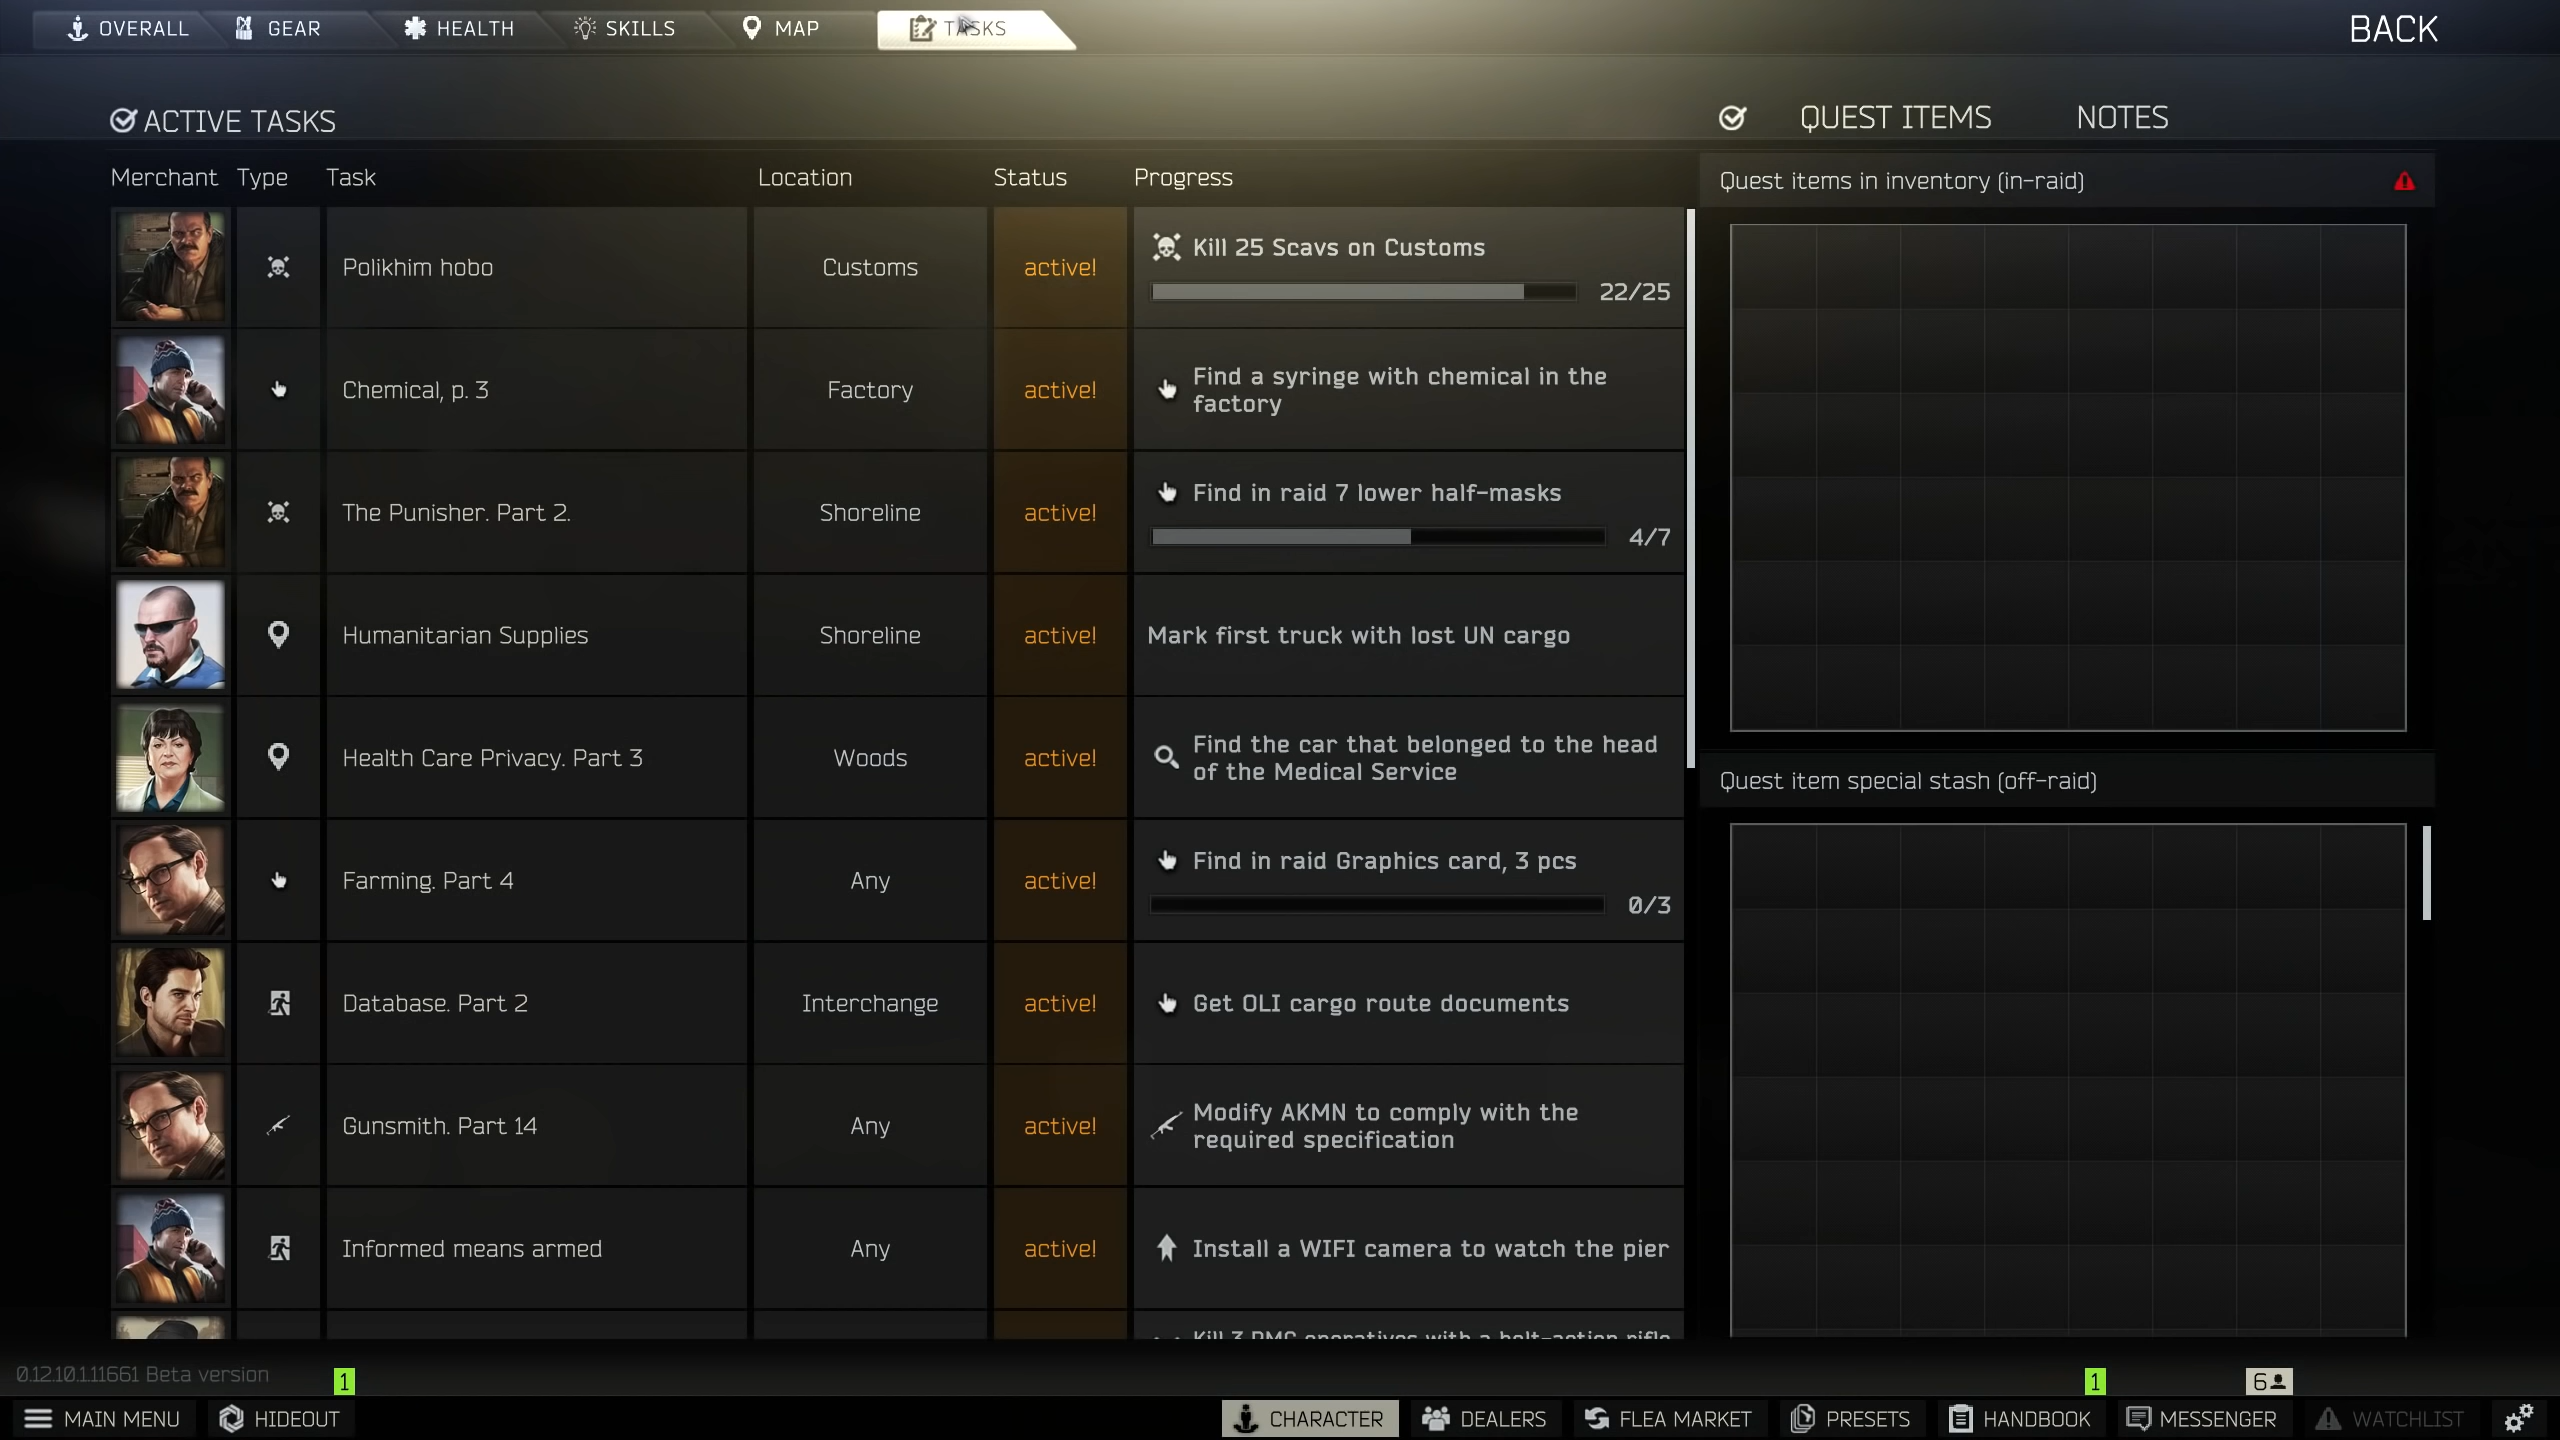 OVERALL GEAR HEALTH SKILLS MAP TASKS BACK
ACTIVE TASKS QUEST ITEMS NOTES
Merchant Type Task Location Status Progress
Quest items in inventory (in-raid)
Polikhim hobo Customs active! Kill 25 Scavs on Customs
22/25
Chemical, p. 3 Factory active! Find a syringe with chemical in the
factory
The Punisher. Part 2. Shoreline active! Find in raid 7 lower half-masks
4/7
Humanitarian Supplies Shoreline active! Mark first truck with lost UN cargo
Health Care Privacy. Part 3 Woods active! Find the car that belonged to the head
of the Medical Service
Quest item special stash (off-raid)
Farming. Part 4 Any active! Find in raid Graphics card, 3 pcs
0/3
Database. Part 2 Interchange active! Get OLI cargo route documents
Gunsmith. Part 14 Any active! Modify AKMN to comply with the
required specification
Informed means armed Any active! Install a WIFI camera to watch the pier
Kill 3 PMC operatives with a bolt-action rifle
0.12.10.1.11661 Beta version
1 1 6
MAIN MENU HIDEOUT CHARACTER DEALERS FLEA MARKET PRESETS HANDBOOK MESSENGER WATCHLIST